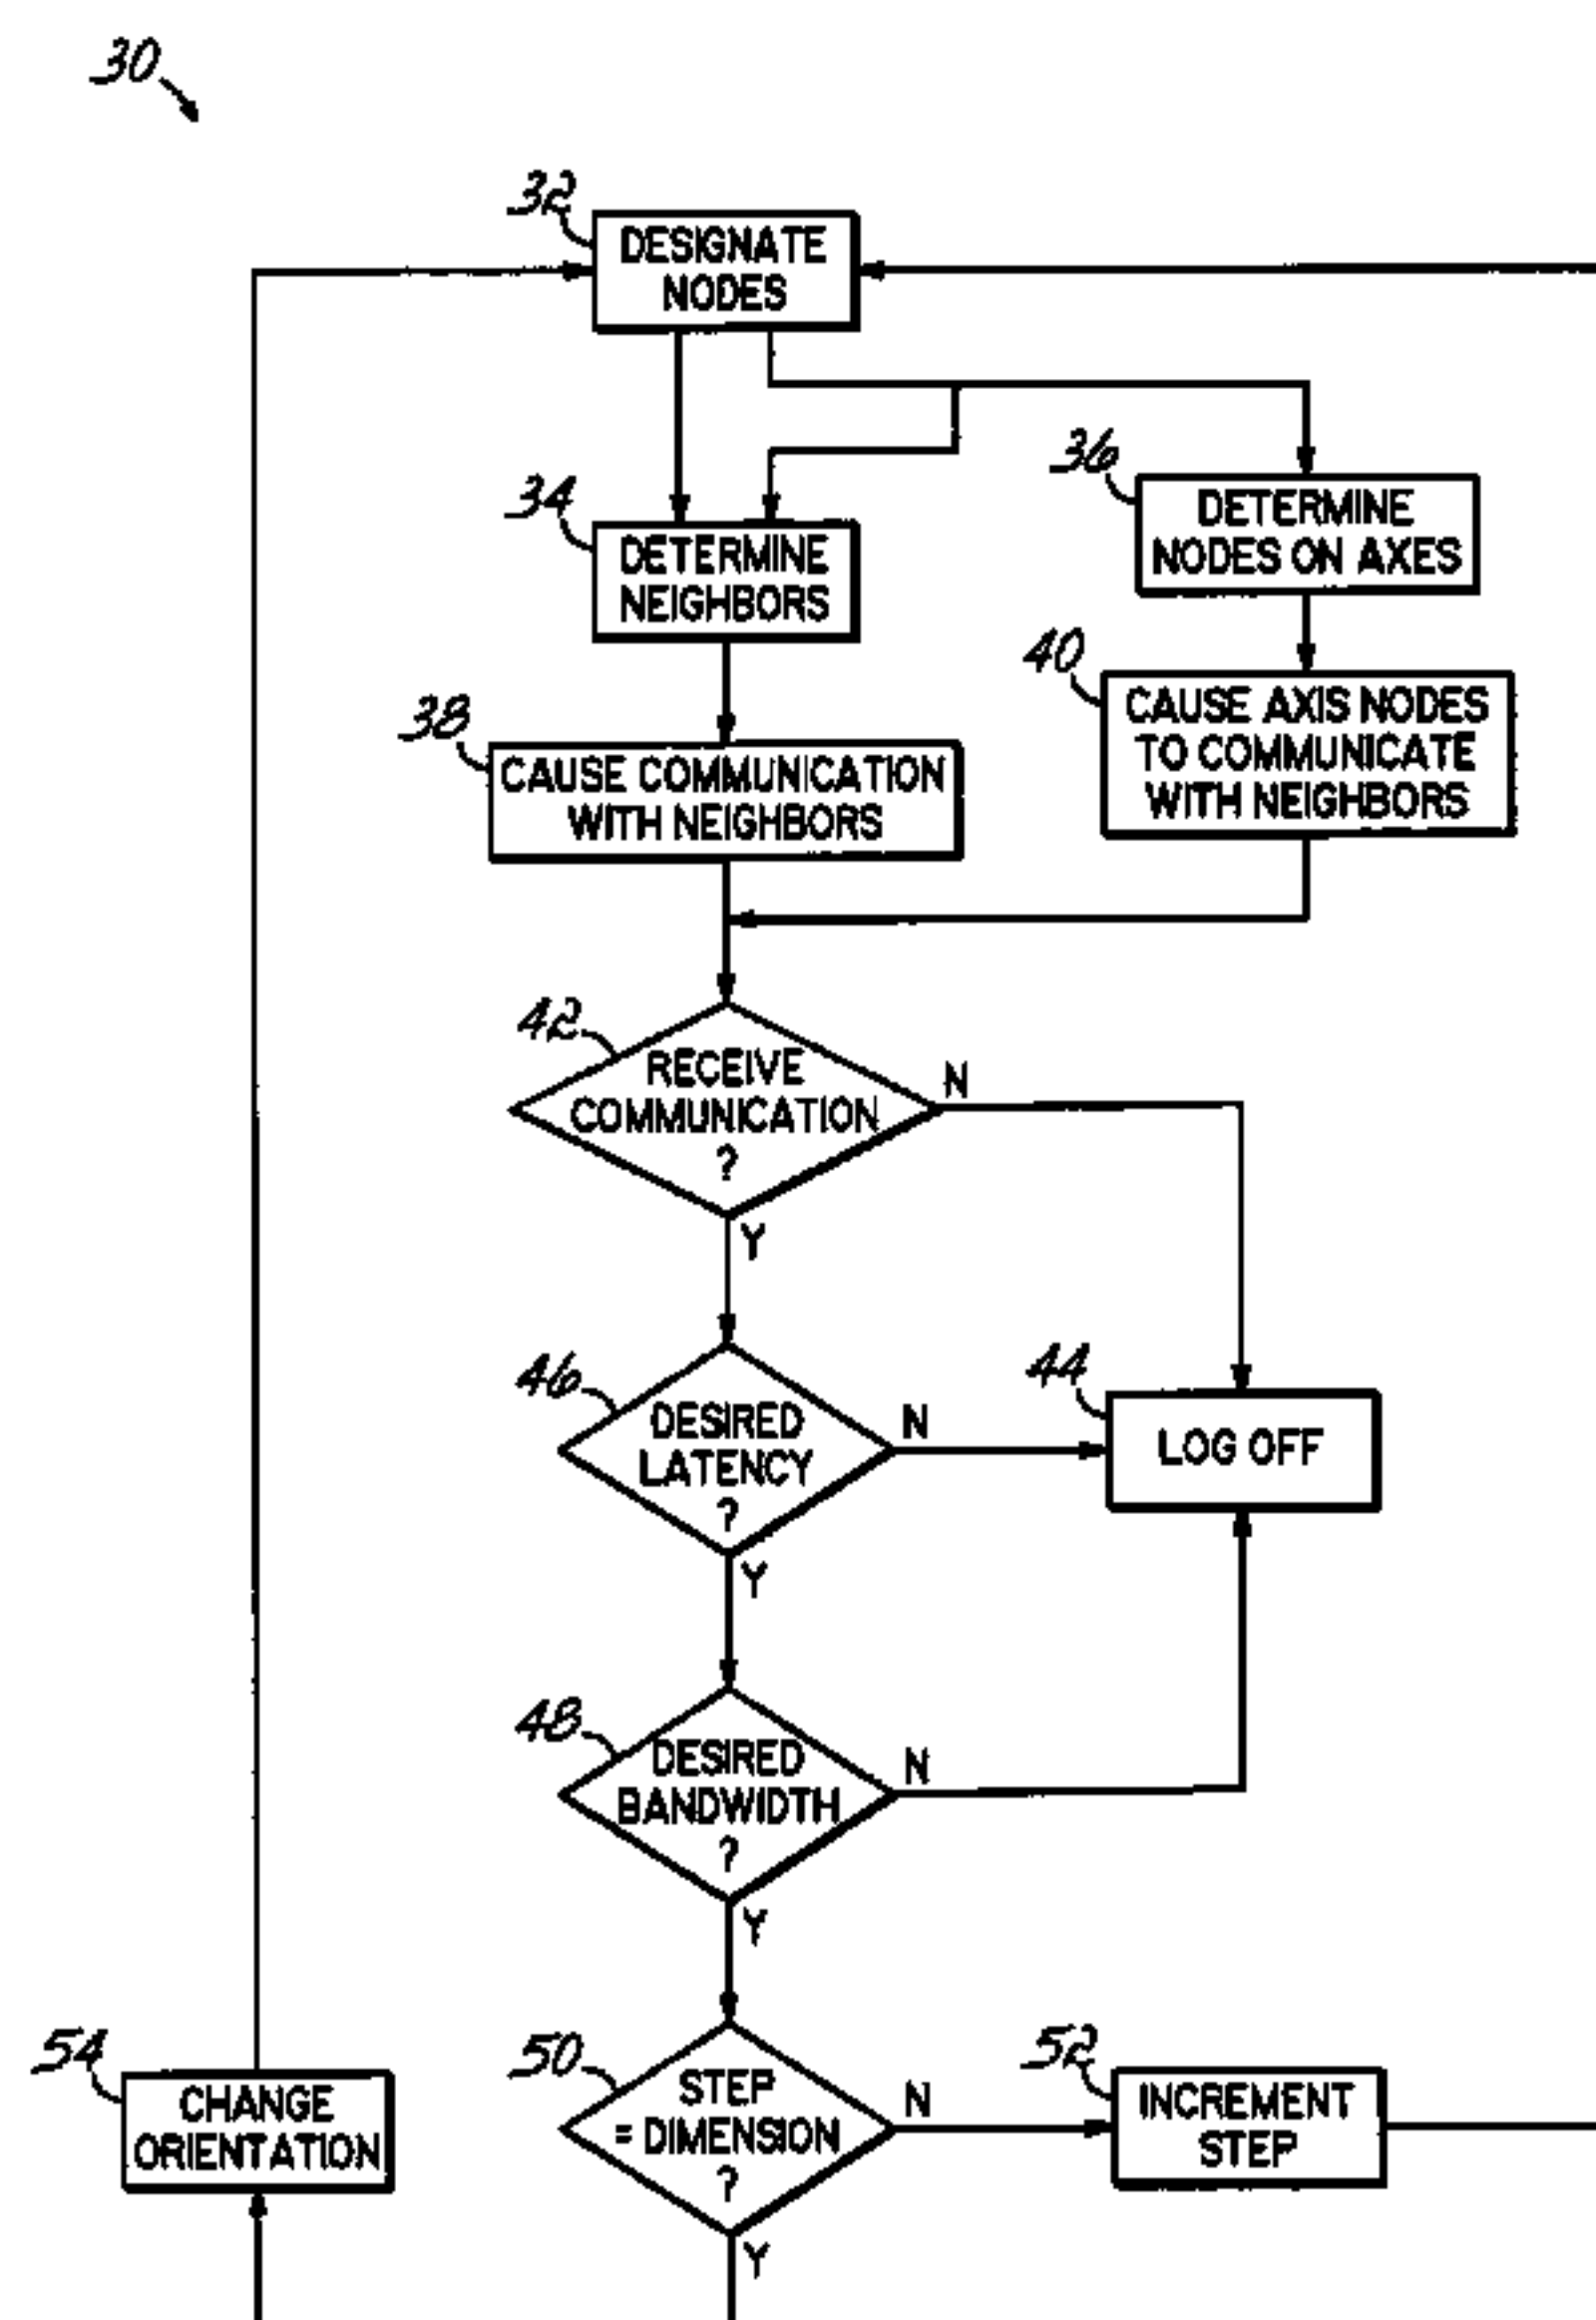 30
32
DESIGNATE
NODES
34
DETERMINE
NEIGHBORS
36
DETERMINE
NODES ON AXES
38
CAUSE COMMUNICATION
WITH NEIGHBORS
40
CAUSE AXIS NODES
TO COMMUNICATE
WITH NEIGHBORS
42
RECEIVE
COMMUNICATION
?
N
Y
46
DESIRED
LATENCY
?
N
Y
44
LOG OFF
48
DESIRED
BANDWIDTH
?
N
Y
54
CHANGE
ORIENTATION
50
STEP
= DIMENSION
?
N
Y
52
INCREMENT
STEP